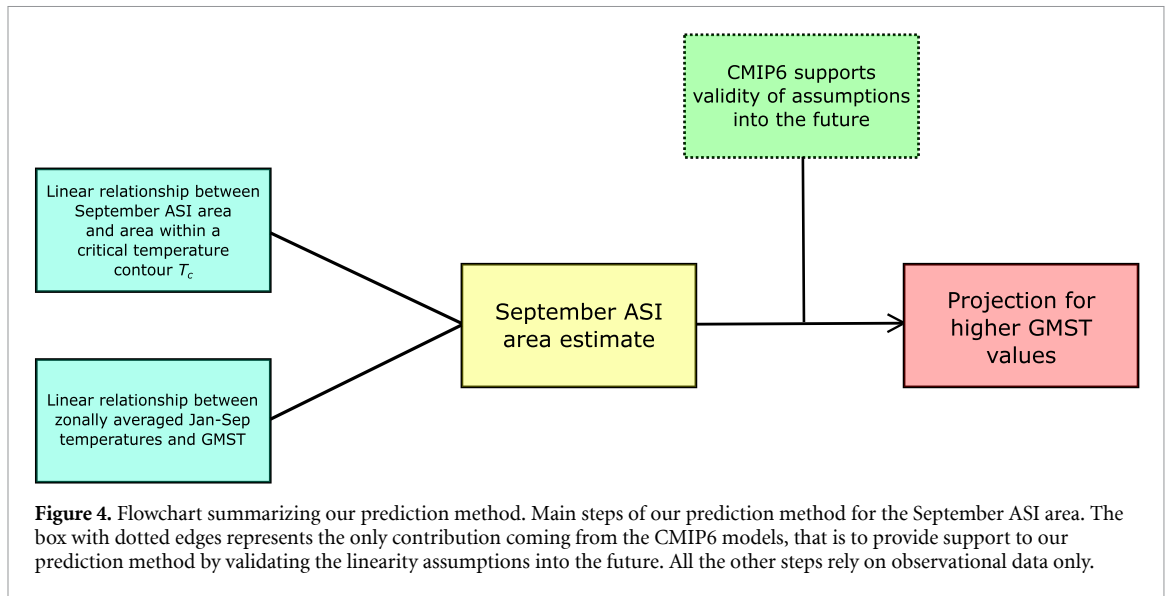 CMIP6 supports
validity of assumptions
into the future
Linear relationship between
September ASI area
and area within a
critical temperature
contour Tc
September ASI
area estimate
Projection for
higher GMST
values
Linear relationship between
zonally averaged Jan-Sep
temperatures and GMST
Figure 4. Flowchart summarizing our prediction method. Main steps of our prediction method for the September ASI area. The
box with dotted edges represents the only contribution coming from the CMIP6 models, that is to provide support to our
prediction method by validating the linearity assumptions into the future. All the other steps rely on observational data only.